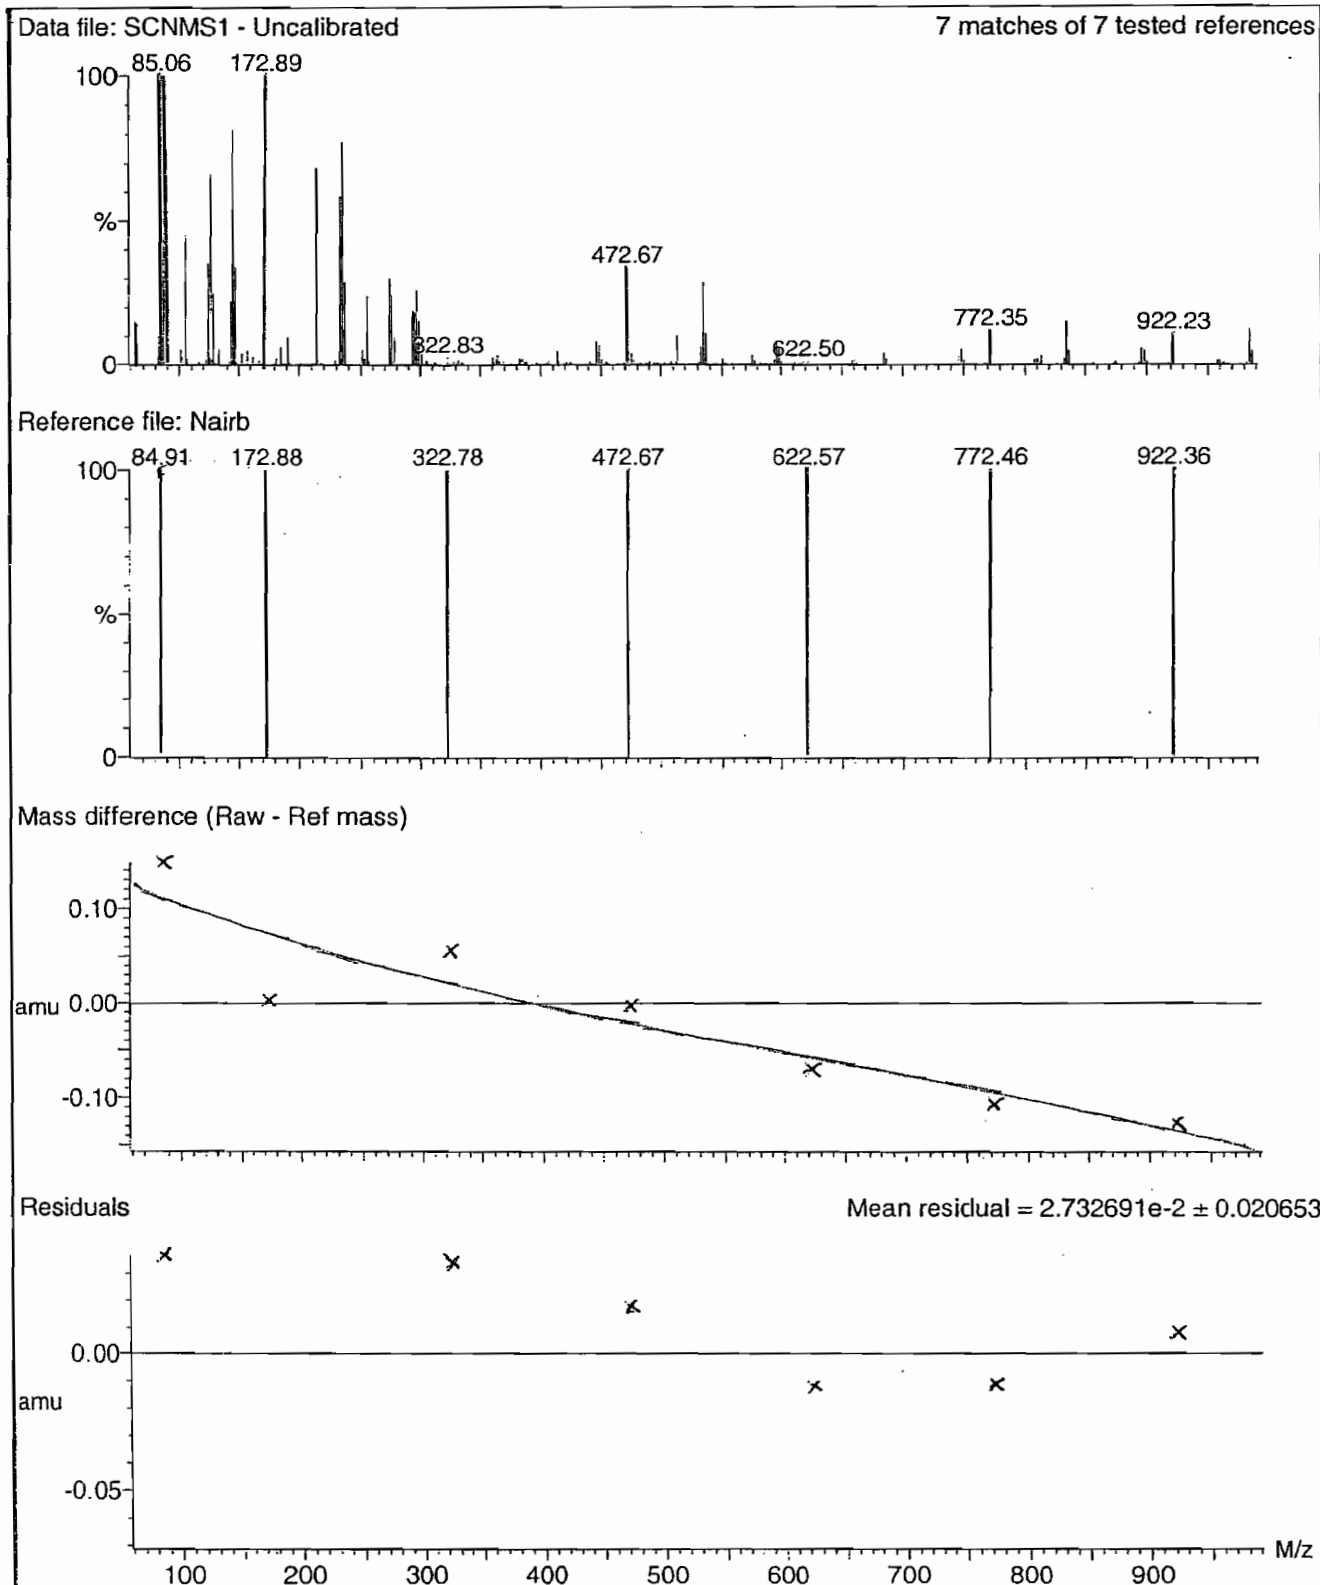 Data file: SCNMS1 - Uncalibrated 7 matches of 7 tested references
85.06 172.89
100
%
472.67
322.83 622.50 772.35 922.23
0
Reference file: Nairb
84.91 172.88 322.78 472.67 622.57 772.46 922.36
100
%
0
Mass difference (Raw - Ref mass)
0.10
amu 0.00
-0.10
Residuals Mean residual = 2.732691e-2 ± 0.020653
0.00
amu
-0.05
M/z
100 200 300 400 500 600 700 800 900